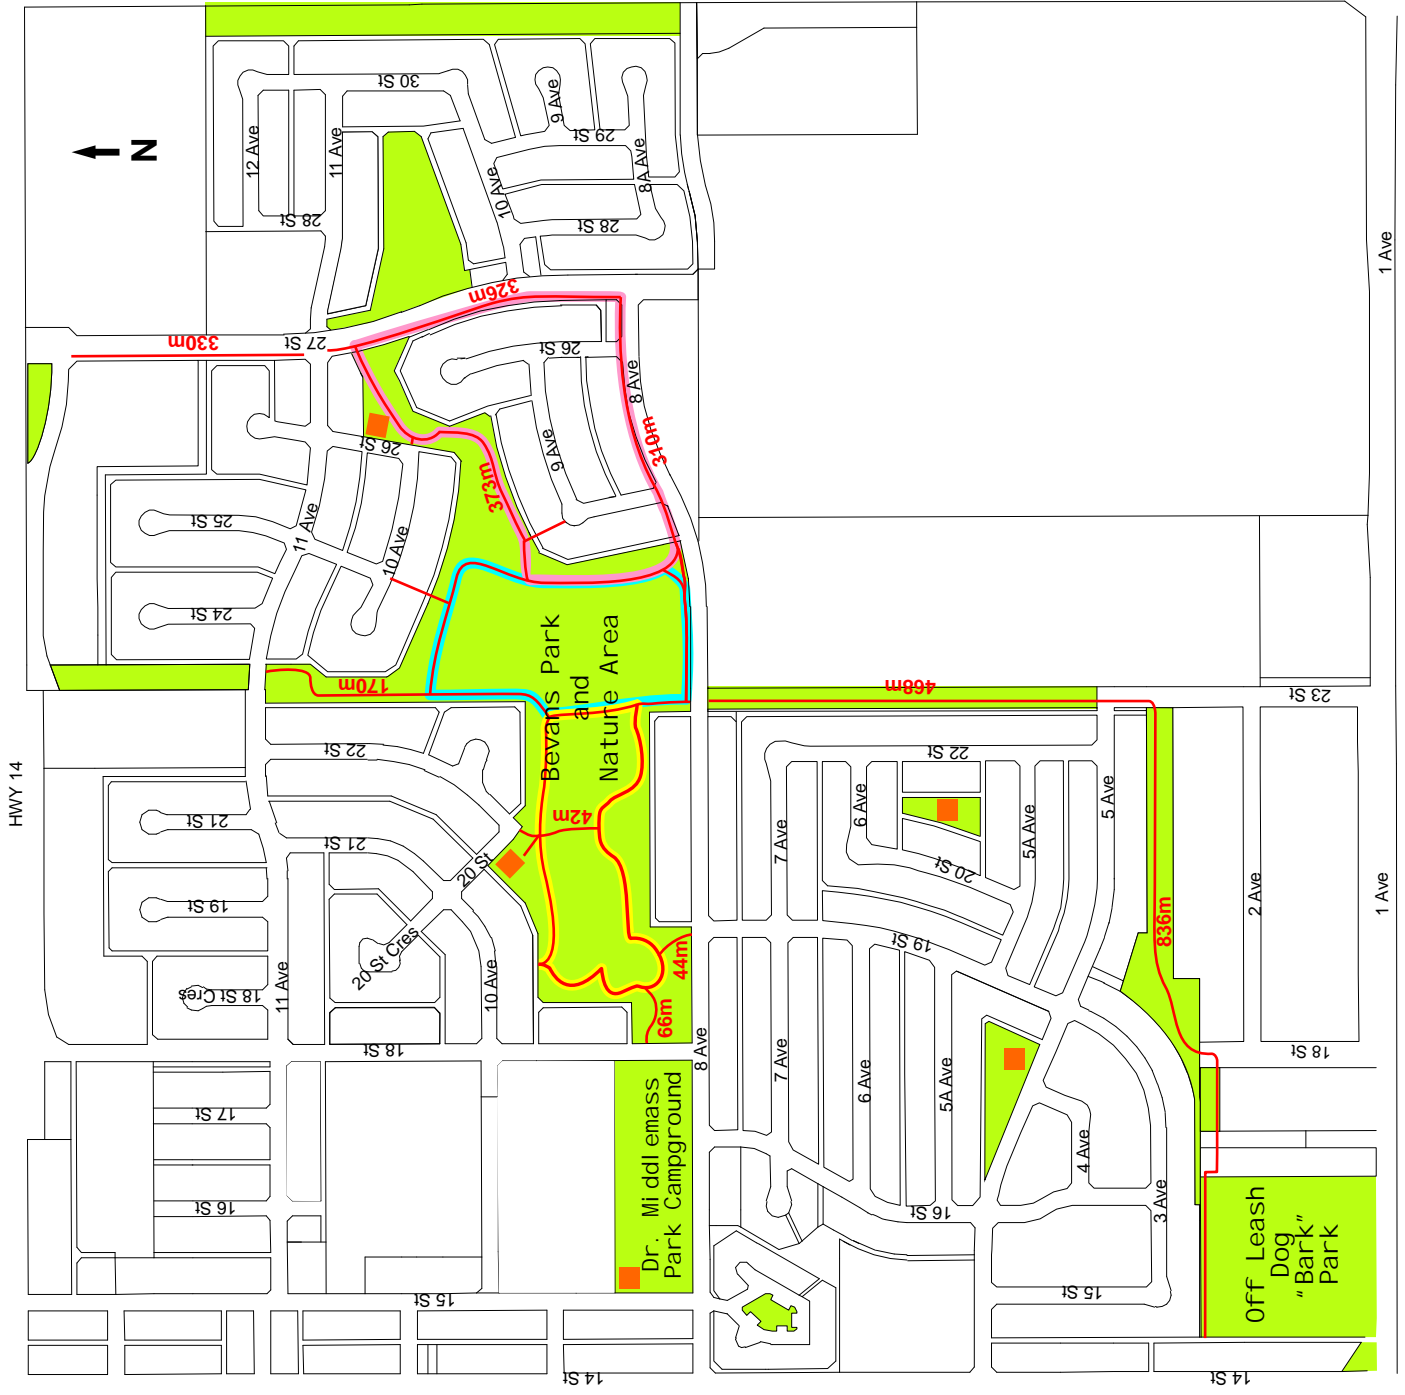 30 St
9 Ave
29 St
12 Ave
11 Ave
N
8A Ave
10 Ave
28 St
28 St
1 Ave
326m
330m
27 St
26 St
8 Ave
26 St
310m
9 Ave
373m
25 St
11 Ave
10 Ave
24 St
Bevans Park
and
Nature Area
170m
468m
23 St
HWY 14
22 St
22 St
21 St
42m
6 Ave
5 Ave
7 Ave
5A Ave
21 St
20 St
20 St
19 St
2 Ave
1 Ave
836m
20 St Cres
19 St
44m
18 St Cres
11 Ave
10 Ave
66m
18 St
8 Ave
7 Ave
6 Ave
5A Ave
18 St
17 St
Dr. Middlemass
Park Campground
4 Ave
16 St
16 St
3 Ave
Off Leash
Dog
"Bark"
Park
15 St
15 St
14 St
14 St